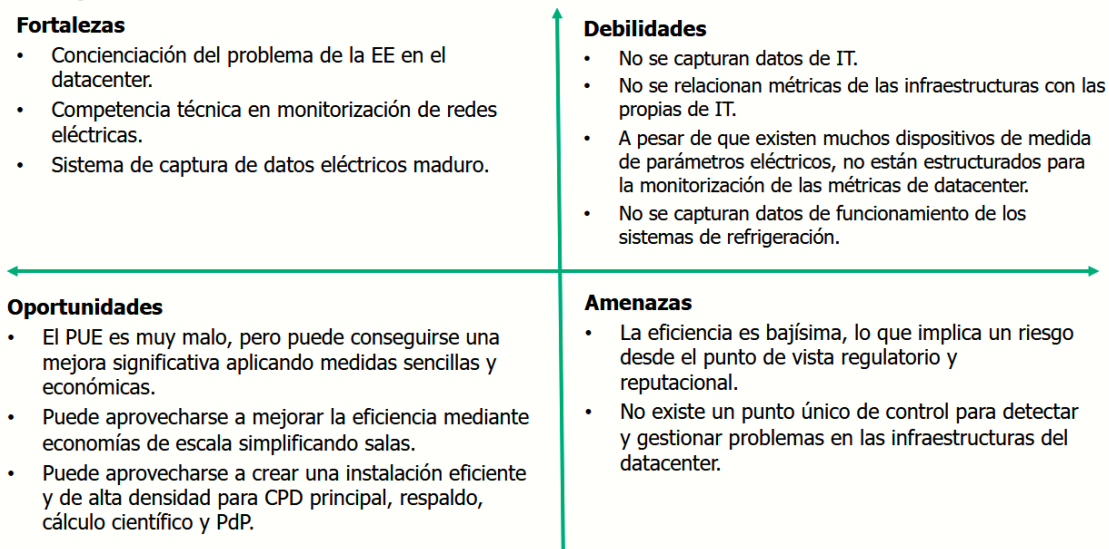 Fortalezas
• Concienciación del problema de la EE en el
datacenter.
• Competencia técnica en monitorización de redes
eléctricas.
• Sistema de captura de datos eléctricos maduro.
Debilidades
• No se capturan datos de IT.
• No se relacionan métricas de las infraestructuras con las
propias de IT.
• A pesar de que existen muchos dispositivos de medida
de parámetros eléctricos, no están estructurados para
la monitorización de las métricas de datacenter.
• No se capturan datos de funcionamiento de los
sistemas de refrigeración.
Oportunidades
• El PUE es muy malo, pero puede conseguirse una
mejora significativa aplicando medidas sencillas y
económicas.
• Puede aprovecharse a mejorar la eficiencia mediante
economías de escala simplificando salas.
• Puede aprovecharse a crear una instalación eficiente
y de alta densidad para CPD principal, respaldo,
cálculo científico y PdP.
Amenazas
• La eficiencia es bajísima, lo que implica un riesgo
desde el punto de vista regulatorio y
reputacional.
• No existe un punto único de control para detectar
y gestionar problemas en las infraestructuras del
datacenter.